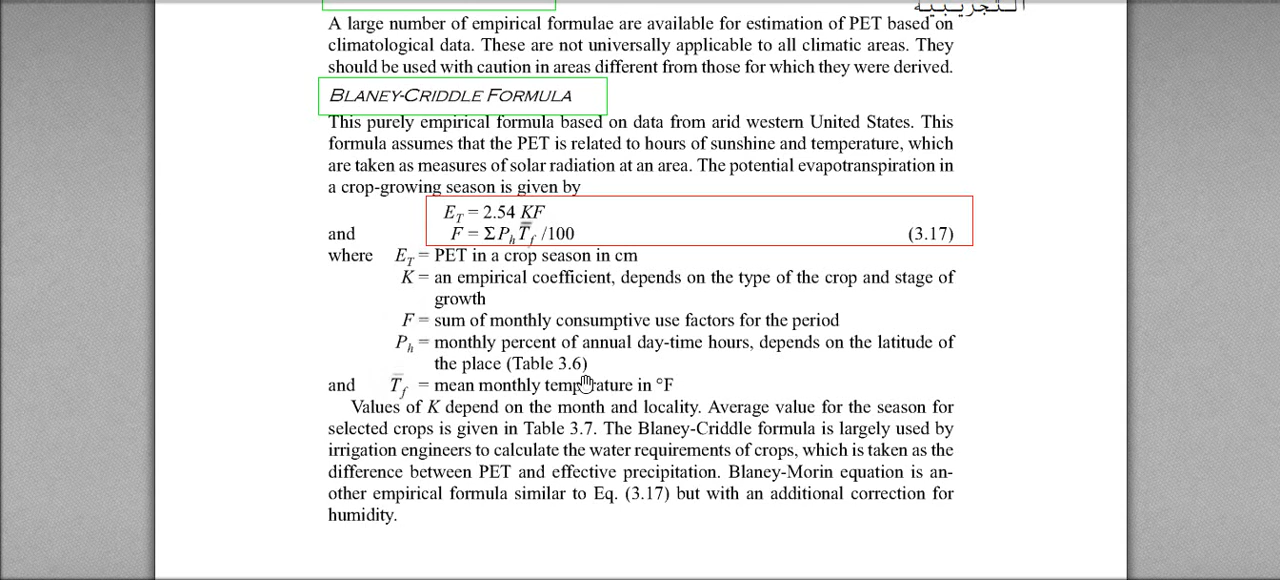 التجريبية
A large number of empirical formulae are available for estimation of PET based on
climatological data. These are not universally applicable to all climatic areas. They
should be used with caution in areas different from those for which they were derived.
BLANEY-CRIDDLE FORMULA
This purely empirical formula based on data from arid western United States. This
formula assumes that the PET is related to hours of sunshine and temperature, which
are taken as measures of solar radiation at an area. The potential evapotranspiration in
a crop-growing season is given by
E_T = 2.54 KF
and F = ΣP_h T̅_f /100 (3.17)
where E_T = PET in a crop season in cm
K = an empirical coefficient, depends on the type of the crop and stage of
growth
F = sum of monthly consumptive use factors for the period
P_h = monthly percent of annual day-time hours, depends on the latitude of
the place (Table 3.6)
and T̅_f = mean monthly temperature in °F
Values of K depend on the month and locality. Average value for the season for
selected crops is given in Table 3.7. The Blaney-Criddle formula is largely used by
irrigation engineers to calculate the water requirements of crops, which is taken as the
difference between PET and effective precipitation. Blaney-Morin equation is an-
other empirical formula similar to Eq. (3.17) but with an additional correction for
humidity.